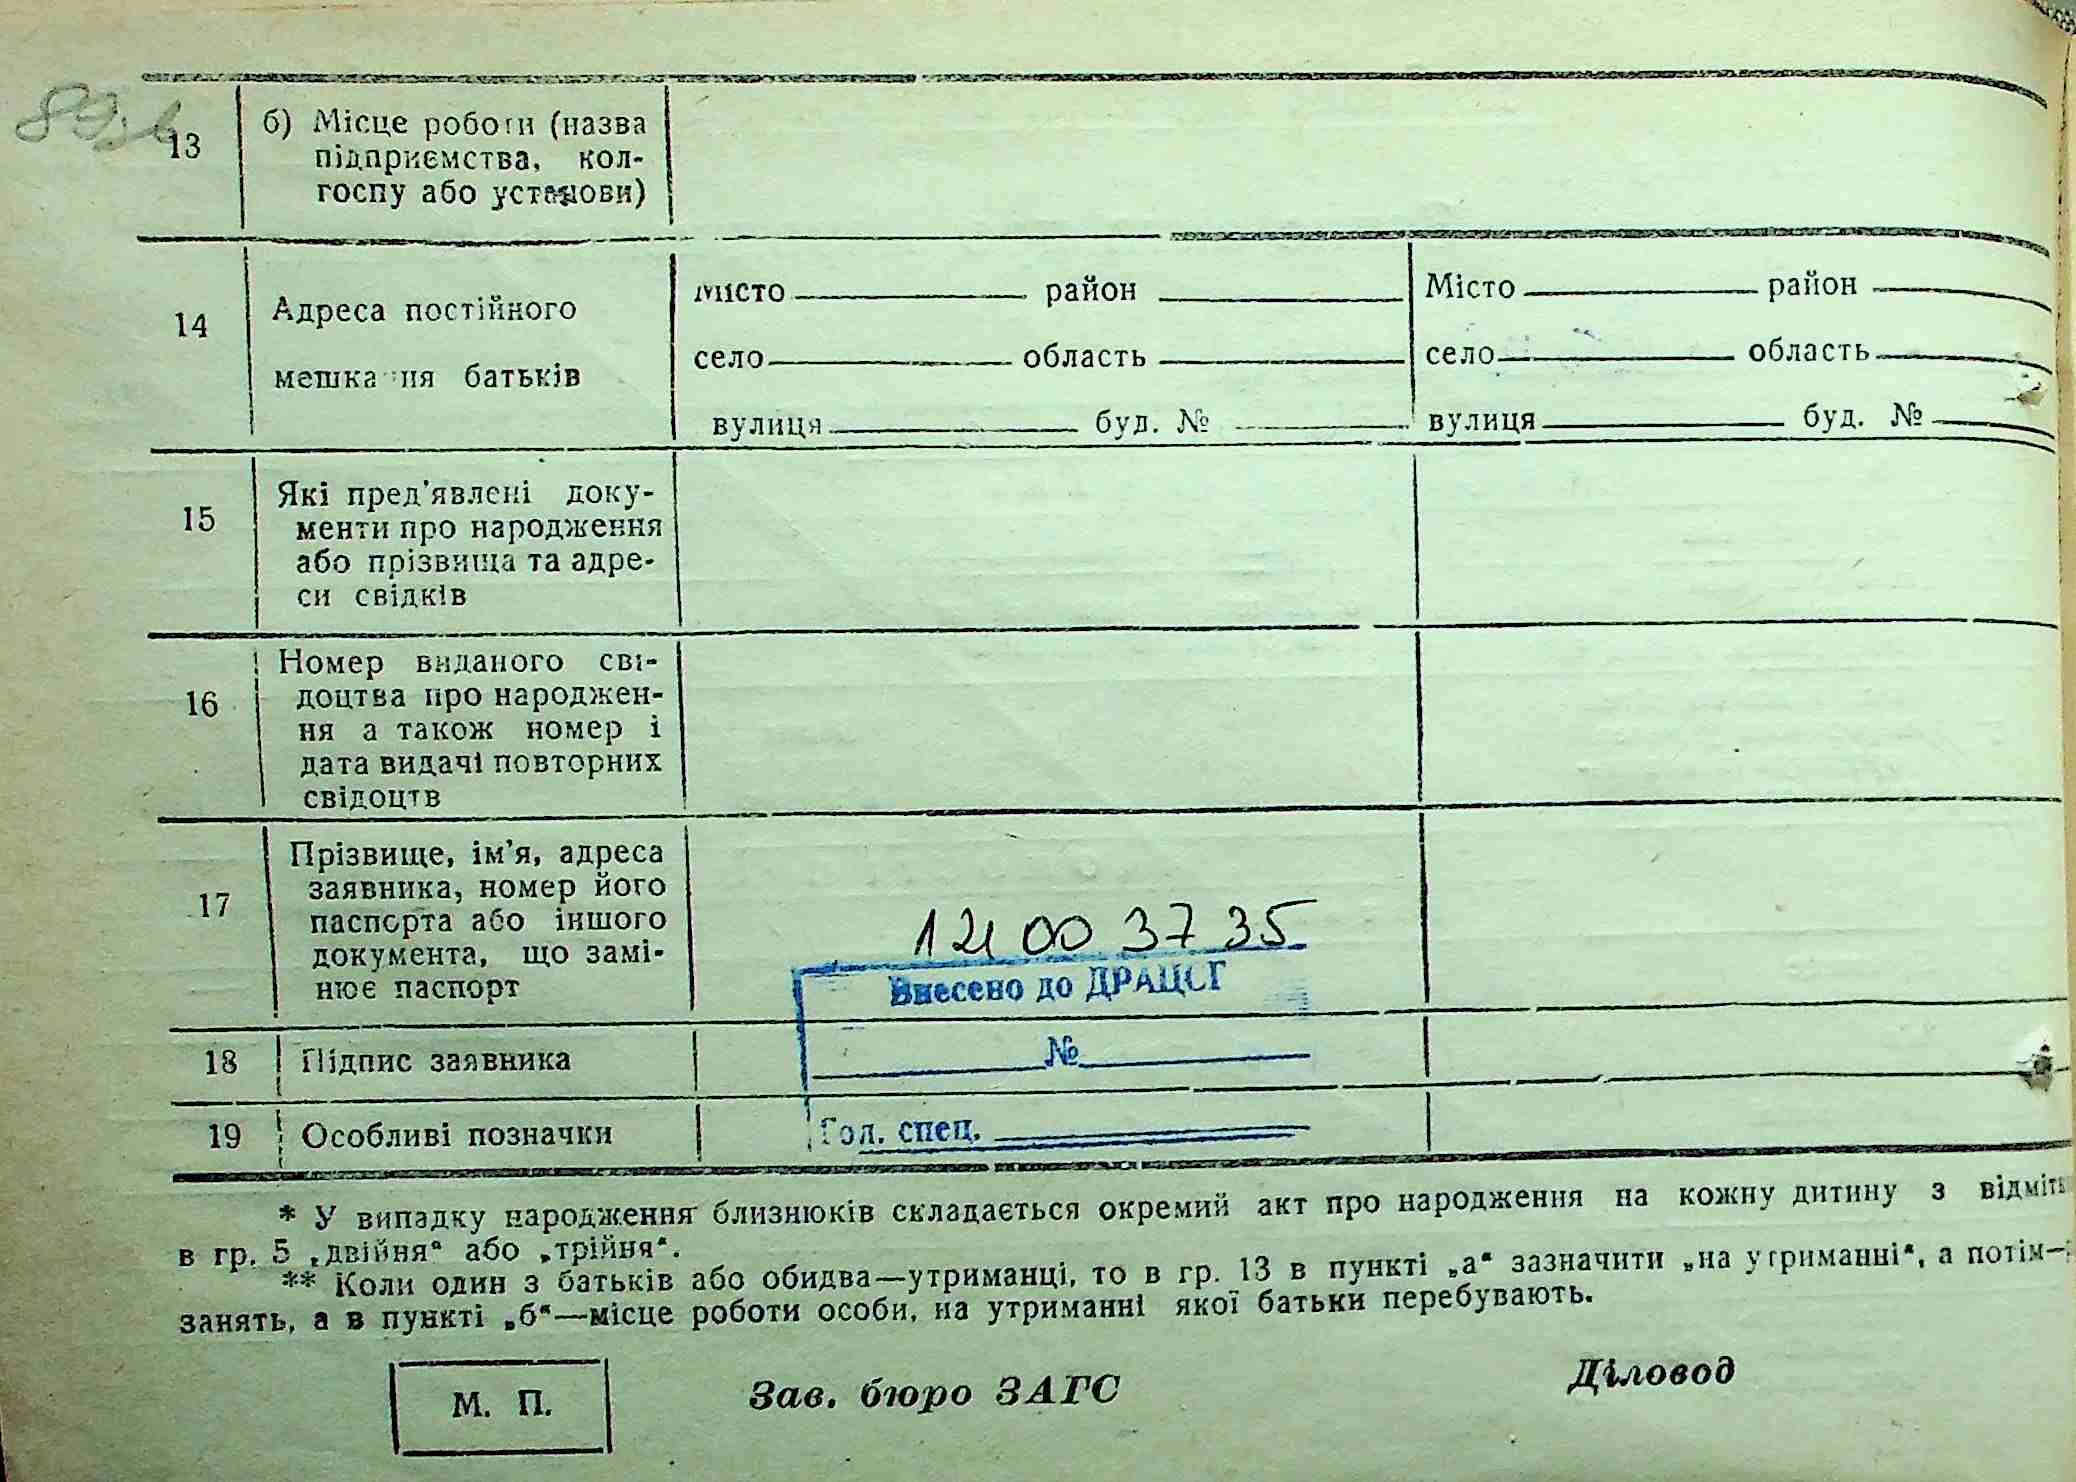 13
б) Місце роботи (назва
підприємства, кол-
госпу або установи)
14
Адреса постійного
мешкання батьків
місто район
село область
вулиця буд. №
Місто район
село область
вулиця буд. №
15
Які пред'явлені доку-
менти про народження
або прізвища та адре-
си свідків
16
Номер виданого сві-
доцтва про народжен-
ня а також номер і
дата видачі повторних
свідоцтв
17
Прізвище, ім'я, адреса
заявника, номер його
паспорта або іншого
документа, що замі-
нює паспорт
00 37 35
Внесено до ДРАЦСГ
№
Гол. спец.
18
Підпис заявника
19
Особливі позначки
* У випадку народження близнюків складається окремий акт про народження на кожну дитину з
в гр. 5 „двійня“ або „трійня“.
** Коли один з батьків або обидва—утриманці, то в гр. 13 в пункті „а“ зазначити „на утриманні“, а потім—
занять, а в пункті „б“—місце роботи особи, на утриманні якої батьки перебувають.
М. П.
Зав. бюро ЗАГС
Діловод